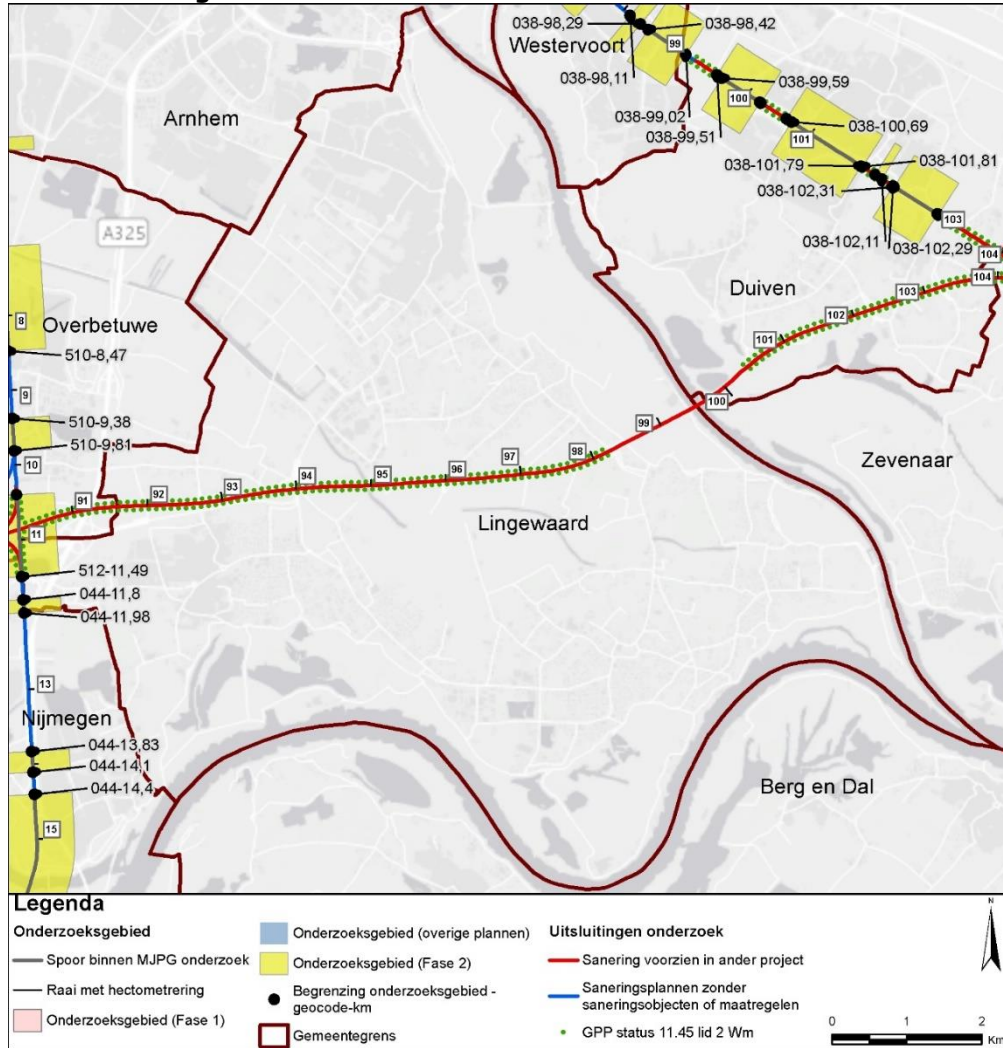 038-98,29
038-98,42
Westervoort
99
038-98,11
038-99,59
Arnhem
100
038-99,02
038-99,51
101
038-100,69
038-101,79
038-101,81
038-102,31
A325
103
038-102,11
038-102,29
104
Duiven
103
104
8
Overbetuwe
102
101
510-8,47
9
100
510-9,38
99
510-9,81
98
Zevenaar
10
97
96
95
94
93
92
91
Lingewaard
11
512-11,49
044-11,8
044-11,98
13
Nijmegen
044-13,83
044-14,1
Berg en Dal
044-14,4
15
Legenda
Onderzoeksgebied
Spoor binnen MJPG onderzoek
Raai met hectometrering
Onderzoeksgebied (Fase 1)
Onderzoeksgebied (overige plannen)
Onderzoeksgebied (Fase 2)
Begrenzing onderzoeksgebied -
geocode-km
Gemeentegrens
Uitsluitingen onderzoek
Sanering voorzien in ander project
Saneringsplannen zonder
saneringsobjecten of maatregelen
GPP status 11.45 lid 2 Wm
N
0 1 2
Km